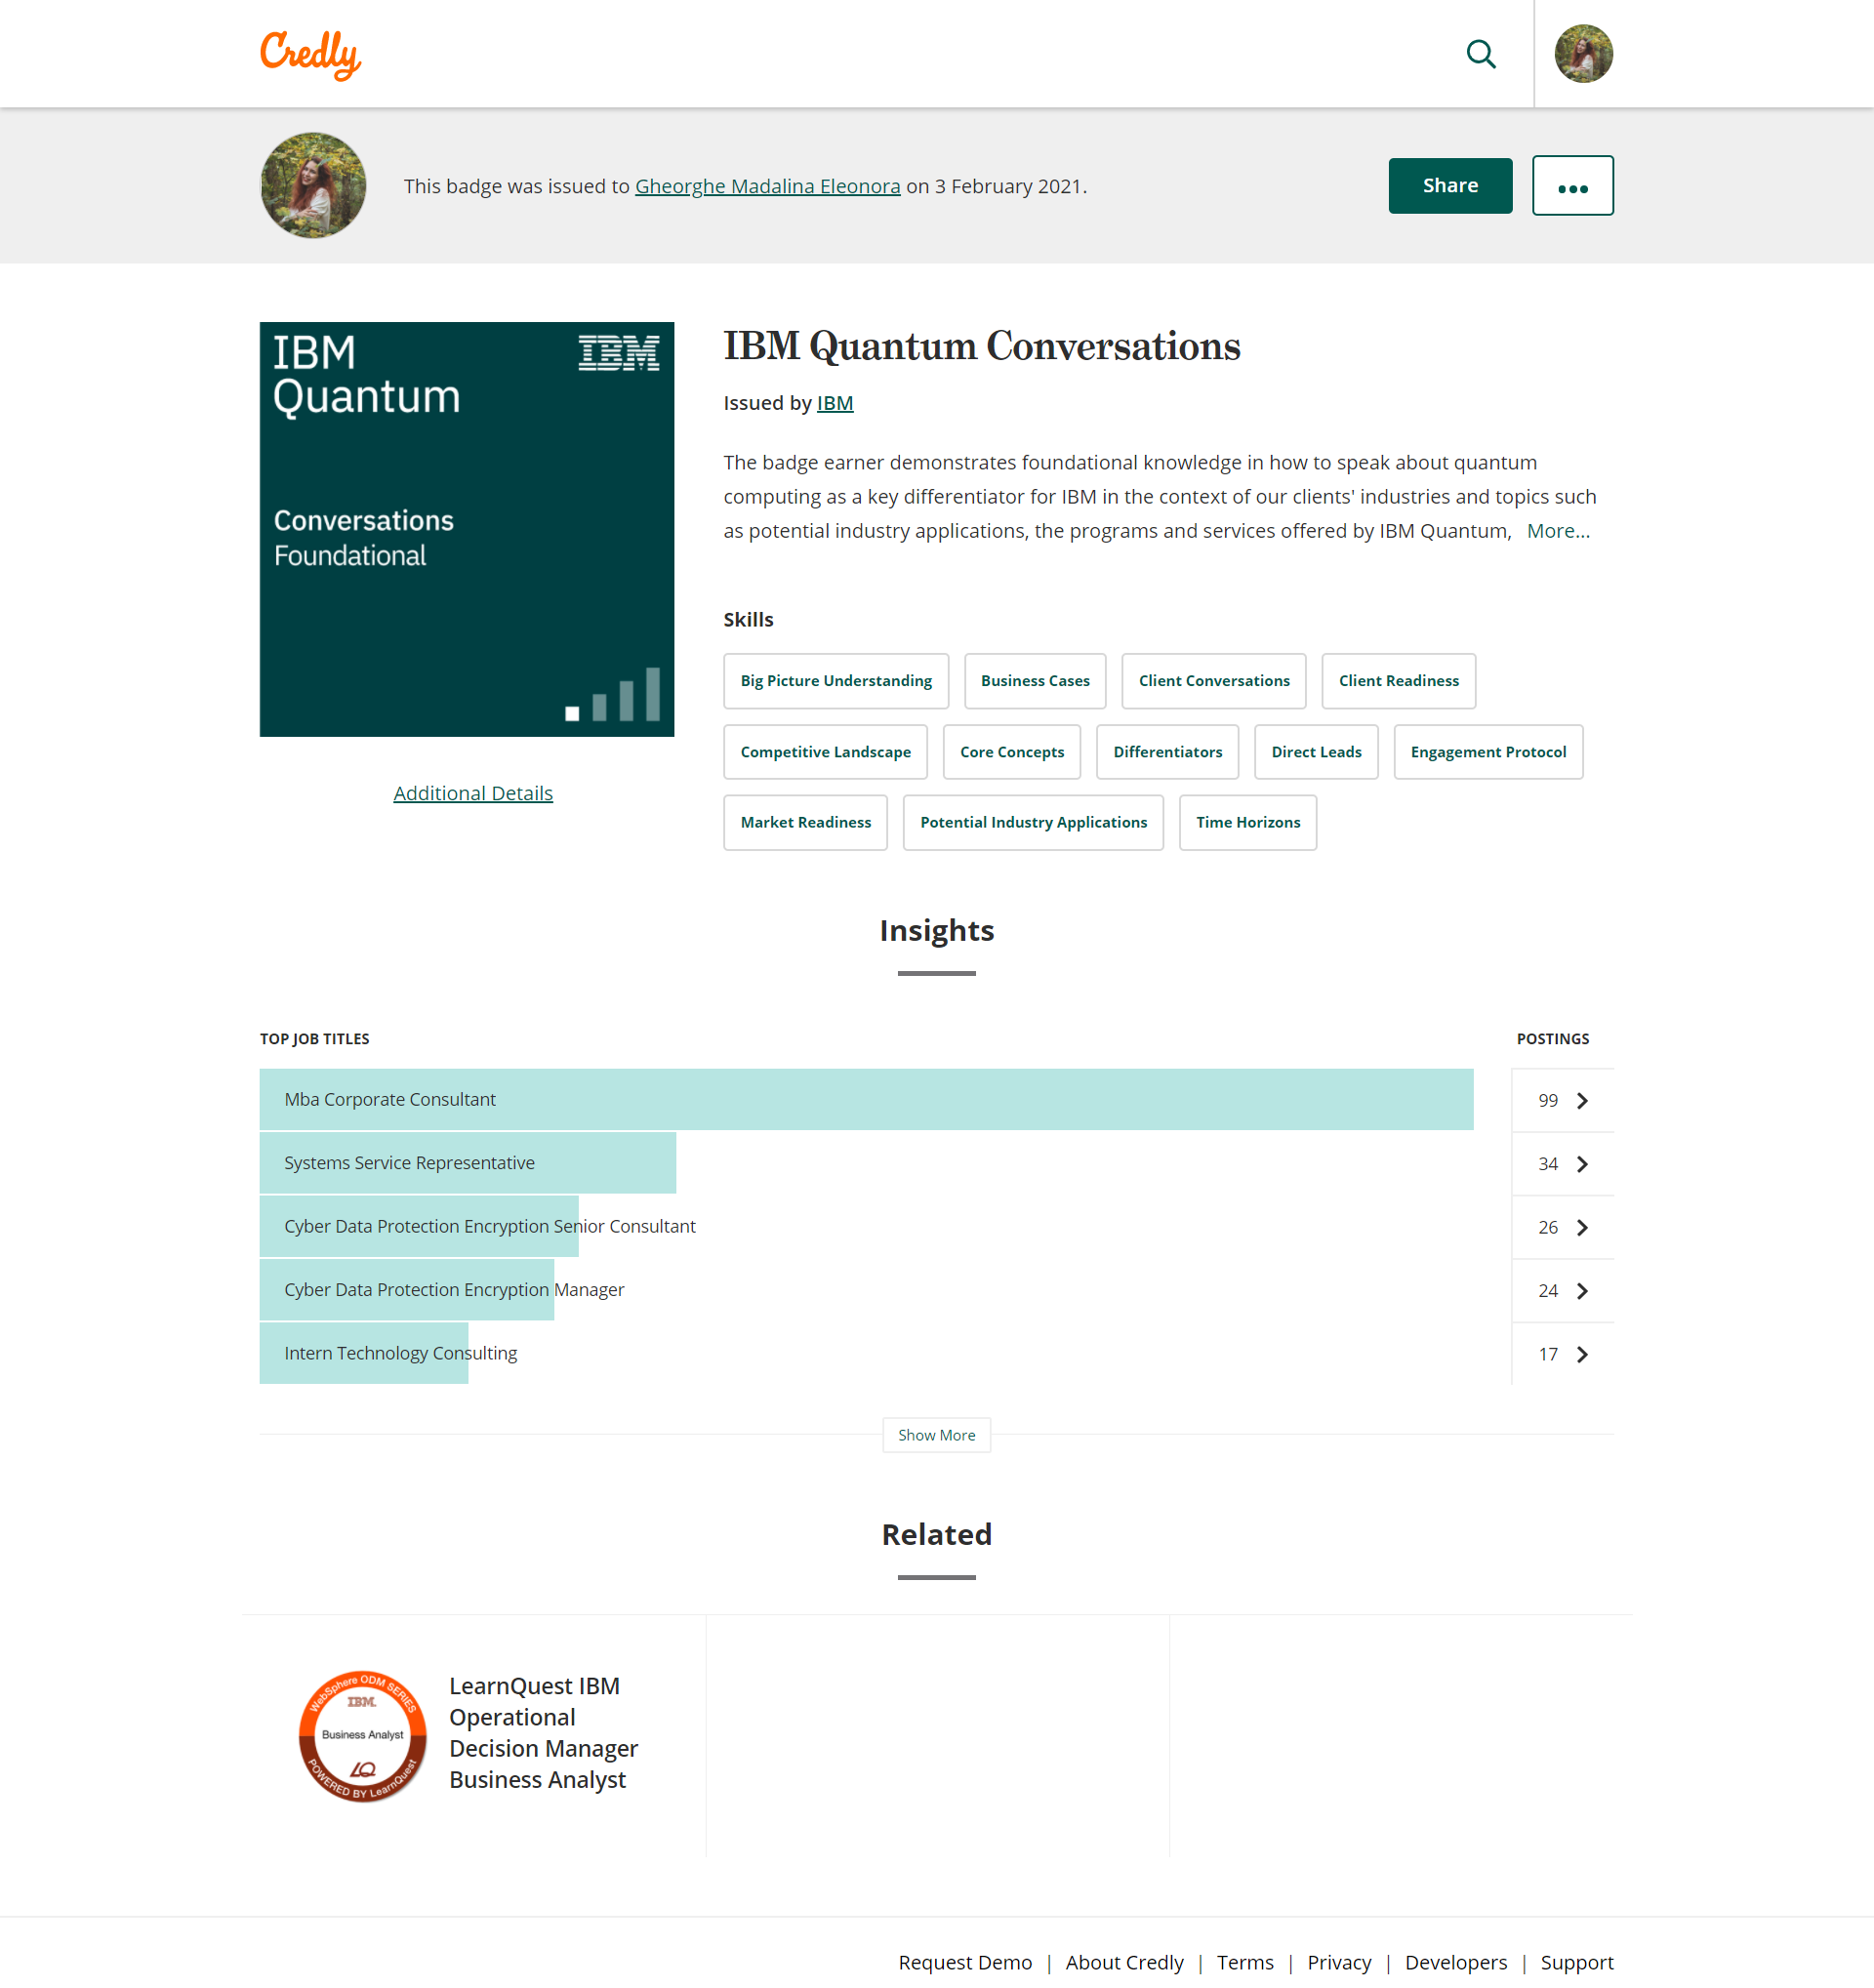 Credly
This badge was issued to Gheorghe Madalina Eleonora on 3 February 2021.
Share
IBM
Quantum
IBM
Conversations
Foundational
Additional Details
IBM Quantum Conversations
Issued by IBM
The badge earner demonstrates foundational knowledge in how to speak about quantum
computing as a key differentiator for IBM in the context of our clients' industries and topics such
as potential industry applications, the programs and services offered by IBM Quantum, More...
Skills
Big Picture Understanding
Business Cases
Client Conversations
Client Readiness
Competitive Landscape
Core Concepts
Differentiators
Direct Leads
Engagement Protocol
Market Readiness
Potential Industry Applications
Time Horizons
Insights
TOP JOB TITLES
POSTINGS
Mba Corporate Consultant
99
Systems Service Representative
34
Cyber Data Protection Encryption Senior Consultant
26
Cyber Data Protection Encryption Manager
24
Intern Technology Consulting
17
Show More
Related
WebSphere ODM SERIES
IBM.
Business Analyst
LQ
POWERED BY LearnQuest
LearnQuest IBM
Operational
Decision Manager
Business Analyst
Request Demo | About Credly | Terms | Privacy | Developers | Support